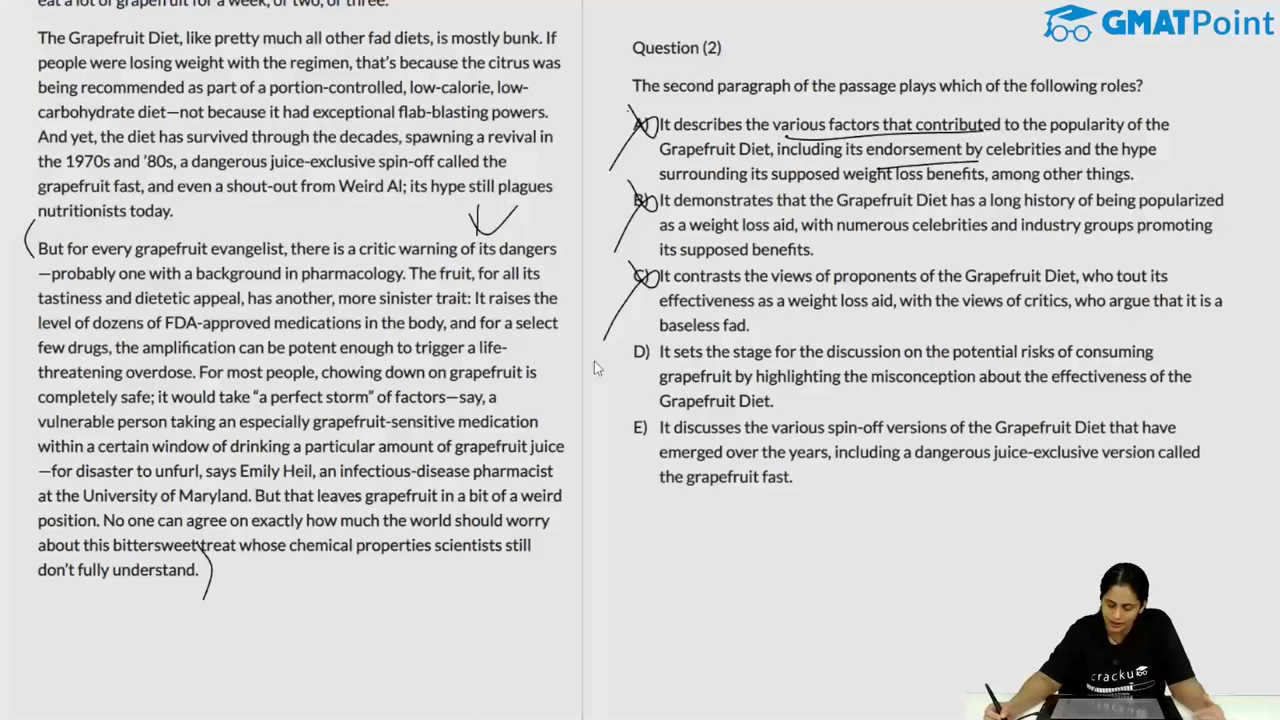 eat a lot of grapefruit for a week, or two, or three.
GMATPoint
The Grapefruit Diet, like pretty much all other fad diets, is mostly bunk. If
people were losing weight with the regimen, that's because the citrus was
being recommended as part of a portion-controlled, low-calorie, low-
carbohydrate diet—not because it had exceptional flab-blasting powers.
And yet, the diet has survived through the decades, spawning a revival in
the 1970s and '80s, a dangerous juice-exclusive spin-off called the
grapefruit fast, and even a shout-out from Weird Al; its hype still plagues
nutritionists today.
But for every grapefruit evangelist, there is a critic warning of its dangers
—probably one with a background in pharmacology. The fruit, for all its
tastiness and dietetic appeal, has another, more sinister trait: It raises the
level of dozens of FDA-approved medications in the body, and for a select
few drugs, the amplification can be potent enough to trigger a life-
threatening overdose. For most people, chowing down on grapefruit is
completely safe; it would take “a perfect storm” of factors—say, a
vulnerable person taking an especially grapefruit-sensitive medication
within a certain window of drinking a particular amount of grapefruit juice
—for disaster to unfurl, says Emily Heil, an infectious-disease pharmacist
at the University of Maryland. But that leaves grapefruit in a bit of a weird
position. No one can agree on exactly how much the world should worry
about this bittersweet treat whose chemical properties scientists still
don't fully understand.
Question (2)
The second paragraph of the passage plays which of the following roles?
A) It describes the various factors that contributed to the popularity of the
Grapefruit Diet, including its endorsement by celebrities and the hype
surrounding its supposed weight loss benefits, among other things.
B) It demonstrates that the Grapefruit Diet has a long history of being popularized
as a weight loss aid, with numerous celebrities and industry groups promoting
its supposed benefits.
C) It contrasts the views of proponents of the Grapefruit Diet, who tout its
effectiveness as a weight loss aid, with the views of critics, who argue that it is a
baseless fad.
D) It sets the stage for the discussion on the potential risks of consuming
grapefruit by highlighting the misconception about the effectiveness of the
Grapefruit Diet.
E) It discusses the various spin-off versions of the Grapefruit Diet that have
emerged over the years, including a dangerous juice-exclusive version called
the grapefruit fast.
cracku